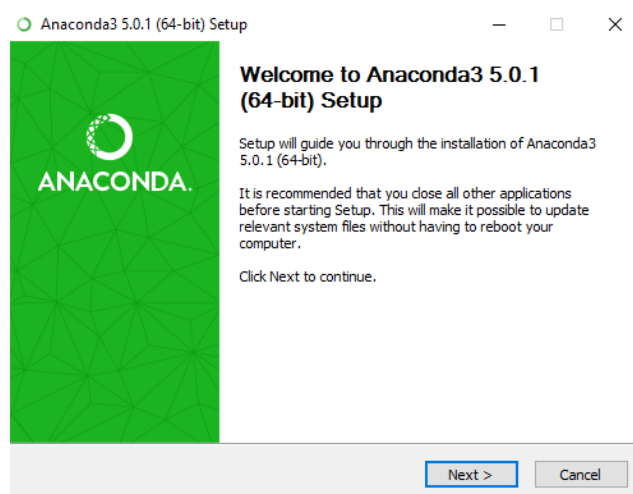 Anaconda3 5.0.1 (64-bit) Setup
ANACONDA.
Welcome to Anaconda3 5.0.1
(64-bit) Setup
Setup will guide you through the installation of Anaconda3
5.0.1 (64-bit).
It is recommended that you close all other applications
before starting Setup. This will make it possible to update
relevant system files without having to reboot your
computer.
Click Next to continue.
Next >
Cancel